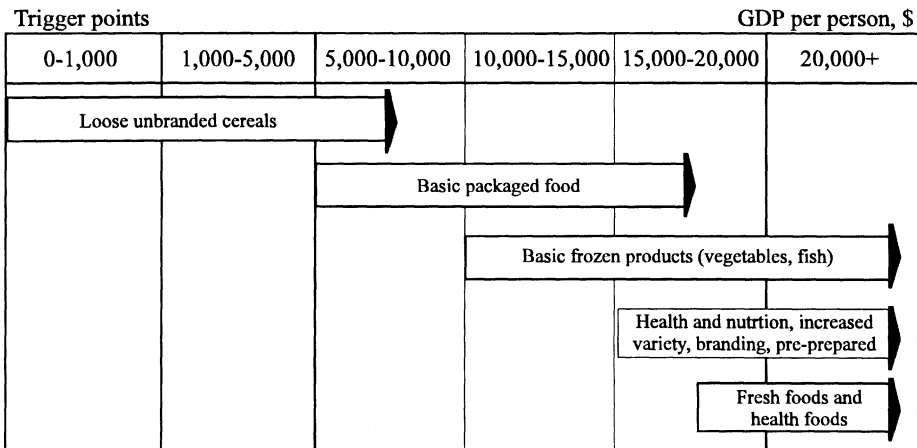 Trigger points
GDP per person, $
0-1,000
1,000-5,000
5,000-10,000
10,000-15,000
15,000-20,000
20,000+
Loose unbranded cereals
Basic packaged food
Basic frozen products (vegetables, fish)
Health and nutrtion, increased
variety, branding, pre-prepared
Fresh foods and
health foods